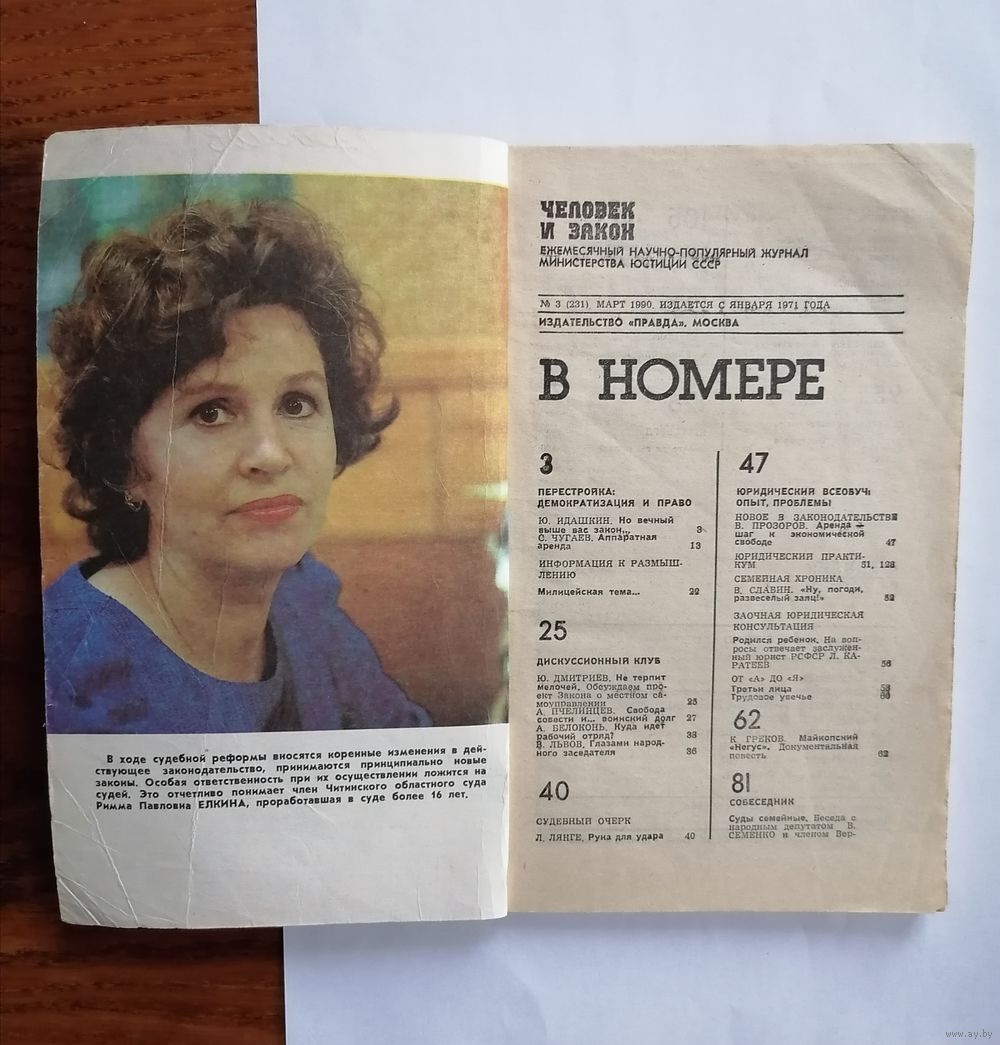 В ходе судебной реформы вносятся коренные изменения в дей-
ствующее законодательство, принимаются принципиально новые
законы. Особая ответственность при их осуществлении ложится на
судей. Это отчетливо понимает член Читинского областного суда
Римма Павловна ЕЛКИНА, проработавшая в суде более 16 лет.
ЧЕЛОВЕК
И ЗАКОН
ЕЖЕМЕСЯЧНЫЙ НАУЧНО-ПОПУЛЯРНЫЙ ЖУРНАЛ
МИНИСТЕРСТВА ЮСТИЦИИ СССР
№ 3 (231) МАРТ 1990. ИЗДАЕТСЯ С ЯНВАРЯ 1971 ГОДА
ИЗДАТЕЛЬСТВО «ПРАВДА». МОСКВА
В НОМЕРЕ
3
ПЕРЕСТРОЙКА:
ДЕМОКРАТИЗАЦИЯ И ПРАВО
Ю. ИДАШКИН. Но вечный
выше вас закон... 3
С. ЧУГАЕВ. Аппаратная
аренда 13
ИНФОРМАЦИЯ К РАЗМЫШ-
ЛЕНИЮ
Милицейская тема... 22
25
ДИСКУССИОННЫЙ КЛУБ
Ю. ДМИТРИЕВ. Не терпит
мелочей. Обсуждаем про-
ект Закона о местном са-
моуправлении 25
А. ПЧЕЛИНЦЕВ. Свобода
совести и... воинский долг 27
А. БЕЛОКОНЬ. Куда идет
рабочий отряд? 33
В. ЛЬВОВ. Глазами народ-
ного заседателя 36
40
СУДЕБНЫЙ ОЧЕРК
Л. ЛЯНГЕ. Рука для удара 40
47
ЮРИДИЧЕСКИЙ ВСЕОБУЧ:
ОПЫТ, ПРОБЛЕМЫ
НОВОЕ В ЗАКОНОДАТЕЛЬСТВЕ
В. ПРОЗОРОВ. Аренда —
шаг к экономической
свободе 47
ЮРИДИЧЕСКИЙ ПРАКТИ-
КУМ 51, 128
СЕМЕЙНАЯ ХРОНИКА
В. СЛАВИН. «Ну, погоди,
развеселый заяц!» 52
ЗАОЧНАЯ ЮРИДИЧЕСКАЯ
КОНСУЛЬТАЦИЯ
Родился ребенок. На воп-
росы отвечает заслужен-
ный юрист РСФСР Л. КА-
РАТЕЕВ 56
ОТ «А» ДО «Я»
Третьи лица
Трудовое увечье
62
К. ГРЕКОВ. Майкопский
«Негус». Документальная
повесть 62
81
СОБЕСЕДНИК
Суды семейные. Беседа с
народным депутатом В.
СЕМЕНКО и членом Вер-
www.ay.by